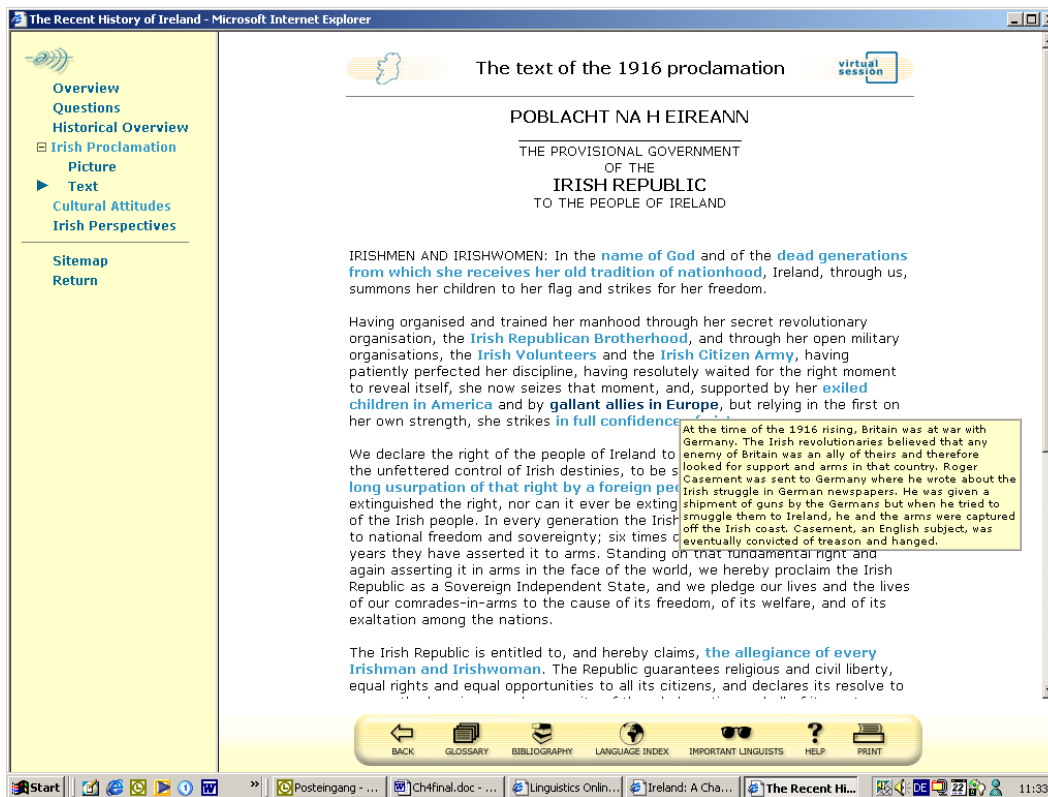 The Recent History of Ireland - Microsoft Internet Explorer
Overview
Questions
Historical Overview
Irish Proclamation
Picture
Text
Cultural Attitudes
Irish Perspectives
Sitemap
Return
The text of the 1916 proclamation
virtual
session
POBLACHT NA H EIREANN
THE PROVISIONAL GOVERNMENT
OF THE
IRISH REPUBLIC
TO THE PEOPLE OF IRELAND
IRISHMEN AND IRISHWOMEN: In the name of God and of the dead generations
from which she receives her old tradition of nationhood, Ireland, through us,
summons her children to her flag and strikes for her freedom.
Having organised and trained her manhood through her secret revolutionary
organisation, the Irish Republican Brotherhood, and through her open military
organisations, the Irish Volunteers and the Irish Citizen Army, having
patiently perfected her discipline, having resolutely waited for the right moment
to reveal itself, she now seizes that moment, and, supported by her exiled
children in America and by gallant allies in Europe, but relying in the first on
her own strength, she strikes in full confidence
We declare the right of the people of Ireland to
the unfettered control of Irish destinies, to be
long usurpation of that right by a foreign
extinguished the right, nor can it ever be
of the Irish people. In every generation the
to national freedom and sovereignty; six times
years they have asserted it to arms. Standing on that fundamental right and
again asserting it in arms in the face of the world, we hereby proclaim the Irish
Republic as a Sovereign Independent State, and we pledge our lives and the lives
of our comrades-in-arms to the cause of its freedom, of its welfare, and of its
exaltation among the nations.
The Irish Republic is entitled to, and hereby claims, the allegiance of every
Irishman and Irishwoman. The Republic guarantees religious and civil liberty,
equal rights and equal opportunities to all its citizens, and declares its resolve to
At the time of the 1916 rising, Britain was at war with
Germany. The Irish revolutionaries believed that any
enemy of Britain was an ally of theirs and therefore
looked for support and arms in that country. Roger
Casement was sent to Germany where he wrote about the
Irish struggle in German newspapers. He was given a
shipment of guns by the Germans but when he tried to
smuggle them to Ireland, he and the arms were captured
off the Irish coast. Casement, an English subject, was
eventually convicted of treason and hanged.
BACK GLOSSARY BIBLIOGRAPHY LANGUAGE INDEX IMPORTANT LINGUISTS HELP PRINT
Start » Posteingang - ... Ch4final.doc - ... Linguistics Onlin... Ireland: A Cha... The Recent Hi... DE 22 11:33